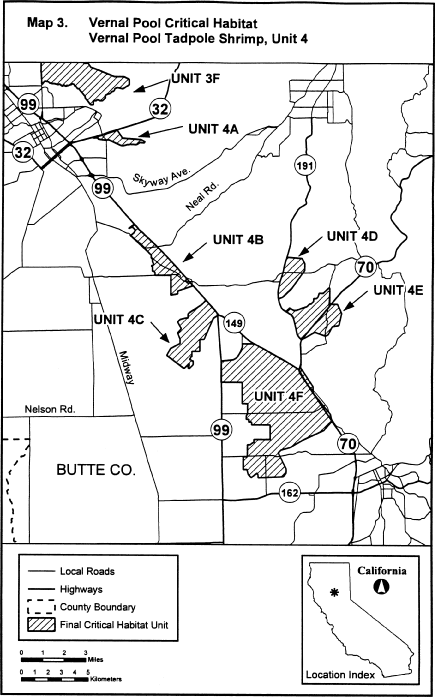 Map 3. Vernal Pool Critical Habitat
Vernal Pool Tadpole Shrimp, Unit 4
UNIT 3F
99
32
UNIT 4A
32
Skyway Ave.
191
99
Neal Rd.
UNIT 4B
UNIT 4D
70
UNIT 4E
UNIT 4C
149
Midway
UNIT 4F
Nelson Rd.
99
70
BUTTE CO.
162
Local Roads
Highways
County Boundary
Final Critical Habitat Unit
California
Location Index
0 1 2 3
Miles
0 1 2 3 4 5
Kilometers